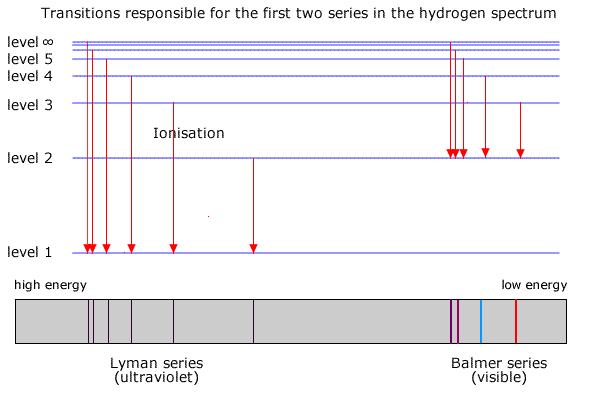 Transitions responsible for the first two series in the hydrogen spectrum
level ∞
level 5
level 4
level 3
Ionisation
level 2
level 1
high energy
low energy
Lyman series
(ultraviolet)
Balmer series
(visible)